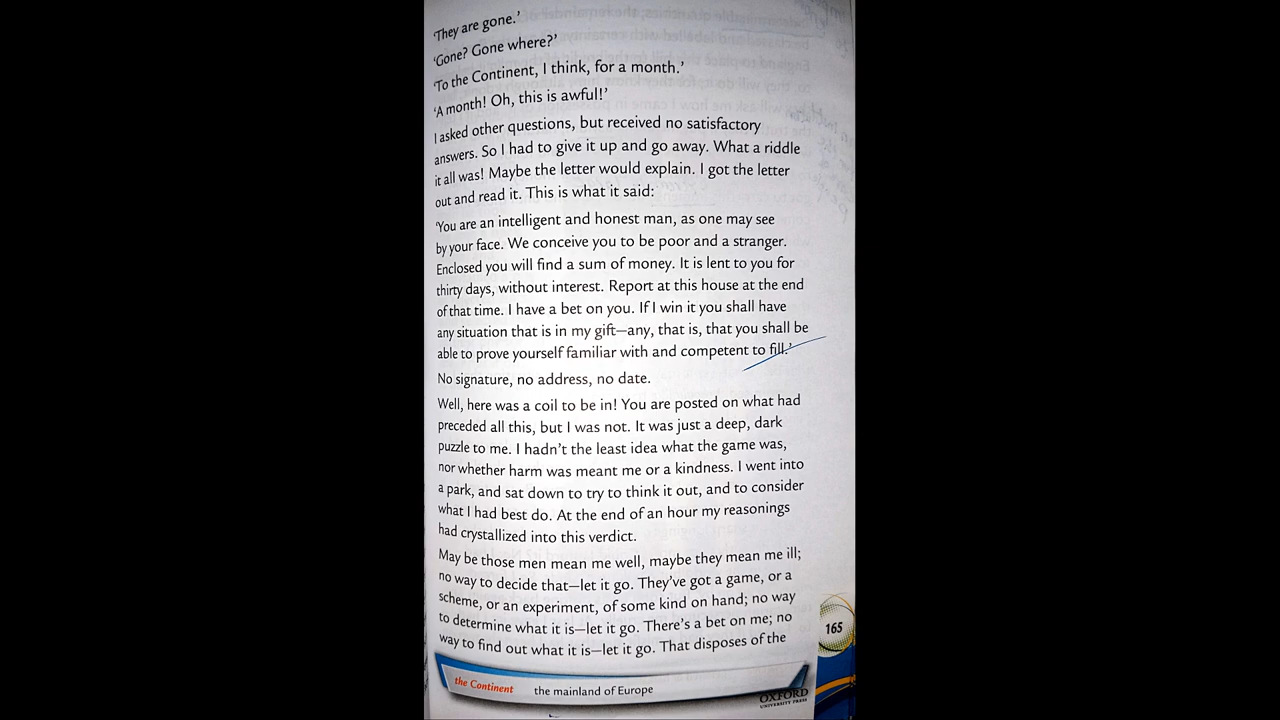 ‘They are gone.’
‘Gone? Gone where?’
‘To the Continent, I think, for a month.’
‘A month! Oh, this is awful!’
I asked other questions, but received no satisfactory
answers. So I had to give it up and go away. What a riddle
it all was! Maybe the letter would explain. I got the letter
out and read it. This is what it said:
‘You are an intelligent and honest man, as one may see
by your face. We conceive you to be poor and a stranger.
Enclosed you will find a sum of money. It is lent to you for
thirty days, without interest. Report at this house at the end
of that time. I have a bet on you. If I win it you shall have
any situation that is in my gift—any, that is, that you shall be
able to prove yourself familiar with and competent to fill.’
No signature, no address, no date.
Well, here was a coil to be in! You are posted on what had
preceded all this, but I was not. It was just a deep, dark
puzzle to me. I hadn’t the least idea what the game was,
nor whether harm was meant me or a kindness. I went into
a park, and sat down to try to think it out, and to consider
what I had best do. At the end of an hour my reasonings
had crystallized into this verdict.
May be those men mean me well, maybe they mean me ill;
no way to decide that—let it go. They’ve got a game, or a
scheme, or an experiment, of some kind on hand; no way
to determine what it is—let it go. There’s a bet on me; no
way to find out what it is—let it go. That disposes of the
165
the Continent the mainland of Europe
OXFORD
UNIVERSITY PRESS